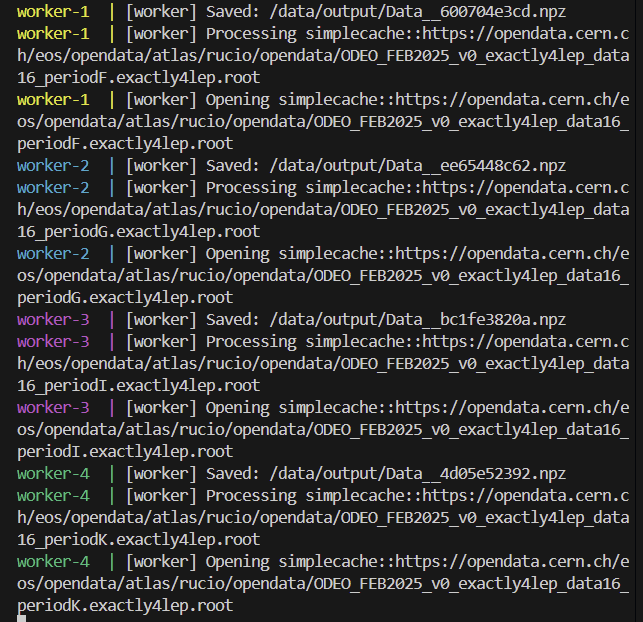 worker-1  | [worker] Saved: /data/output/Data__600704e3cd.npz
worker-1  | [worker] Processing simplecache::https://opendata.cern.c
h/eos/opendata/atlas/rucio/opendata/ODEO_FEB2025_v0_exactly4lep_data
16_periodF.exactly4lep.root
worker-1  | [worker] Opening simplecache::https://opendata.cern.ch/e
os/opendata/atlas/rucio/opendata/ODEO_FEB2025_v0_exactly4lep_data16_
periodF.exactly4lep.root
worker-2  | [worker] Saved: /data/output/Data__ee65448c62.npz
worker-2  | [worker] Processing simplecache::https://opendata.cern.c
h/eos/opendata/atlas/rucio/opendata/ODEO_FEB2025_v0_exactly4lep_data
16_periodG.exactly4lep.root
worker-2  | [worker] Opening simplecache::https://opendata.cern.ch/e
os/opendata/atlas/rucio/opendata/ODEO_FEB2025_v0_exactly4lep_data16_
periodG.exactly4lep.root
worker-3  | [worker] Saved: /data/output/Data__bc1fe3820a.npz
worker-3  | [worker] Processing simplecache::https://opendata.cern.c
h/eos/opendata/atlas/rucio/opendata/ODEO_FEB2025_v0_exactly4lep_data
16_periodI.exactly4lep.root
worker-3  | [worker] Opening simplecache::https://opendata.cern.ch/e
os/opendata/atlas/rucio/opendata/ODEO_FEB2025_v0_exactly4lep_data16_
periodI.exactly4lep.root
worker-4  | [worker] Saved: /data/output/Data__4d05e52392.npz
worker-4  | [worker] Processing simplecache::https://opendata.cern.c
h/eos/opendata/atlas/rucio/opendata/ODEO_FEB2025_v0_exactly4lep_data
16_periodK.exactly4lep.root
worker-4  | [worker] Opening simplecache::https://opendata.cern.ch/e
os/opendata/atlas/rucio/opendata/ODEO_FEB2025_v0_exactly4lep_data16_
periodK.exactly4lep.root